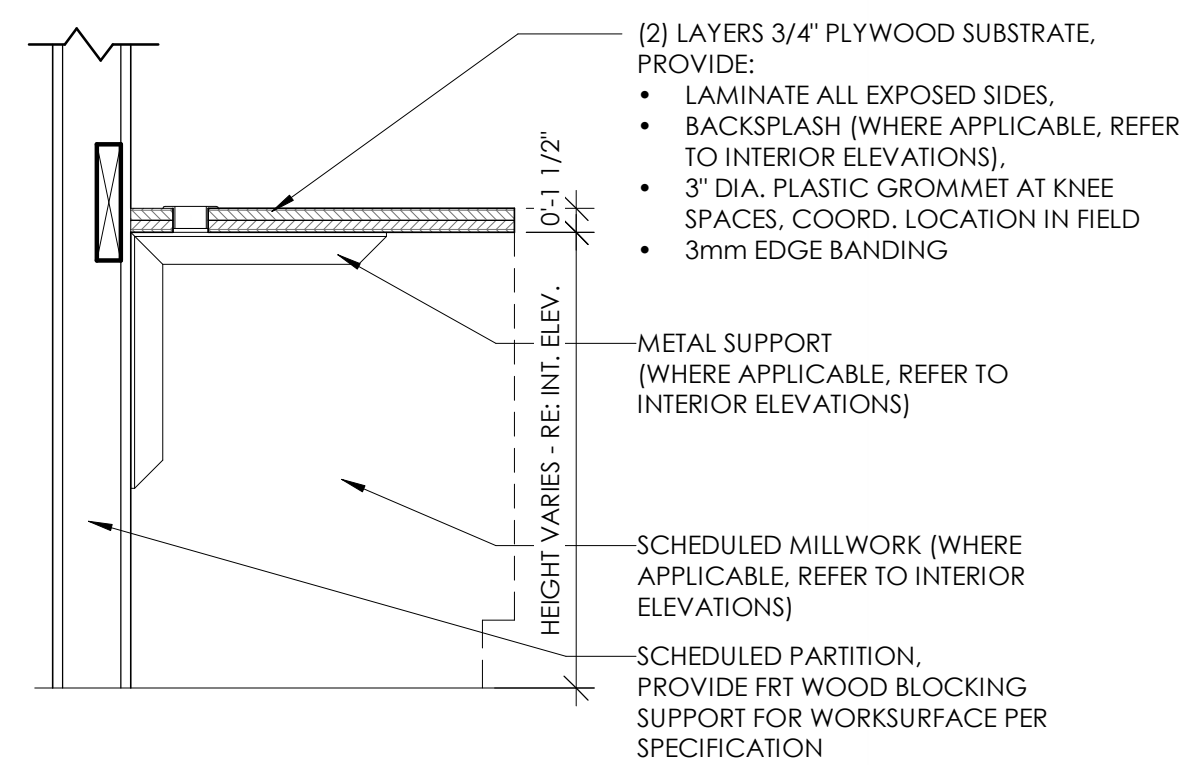 (2) LAYERS 3/4" PLYWOOD SUBSTRATE,
PROVIDE:
• LAMINATE ALL EXPOSED SIDES,
• BACKSPLASH (WHERE APPLICABLE, REFER
TO INTERIOR ELEVATIONS),
• 3" DIA. PLASTIC GROMMET AT KNEE
SPACES, COORD. LOCATION IN FIELD
• 3mm EDGE BANDING
0'-1 1/2"
HEIGHT VARIES - RE: INT. ELEV.
METAL SUPPORT
(WHERE APPLICABLE, REFER TO
INTERIOR ELEVATIONS)
SCHEDULED MILLWORK (WHERE
APPLICABLE, REFER TO INTERIOR
ELEVATIONS)
SCHEDULED PARTITION,
PROVIDE FRT WOOD BLOCKING
SUPPORT FOR WORKSURFACE PER
SPECIFICATION